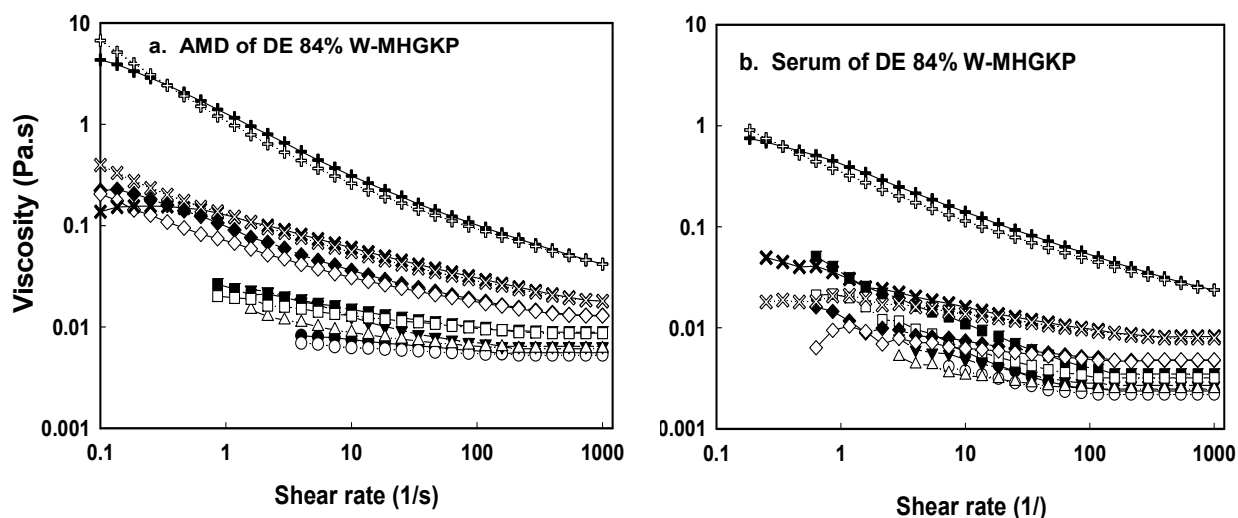 10
a. AMD of DE 84% W-MHGKP
1
0.1
0.01
0.001
0.1 1 10 100 1000
Viscosity (Pa.s)
Shear rate (1/s)
10
b. Serum of DE 84% W-MHGKP
1
0.1
0.01
0.001
0.1 1 10 100 1000
Shear rate (1/)